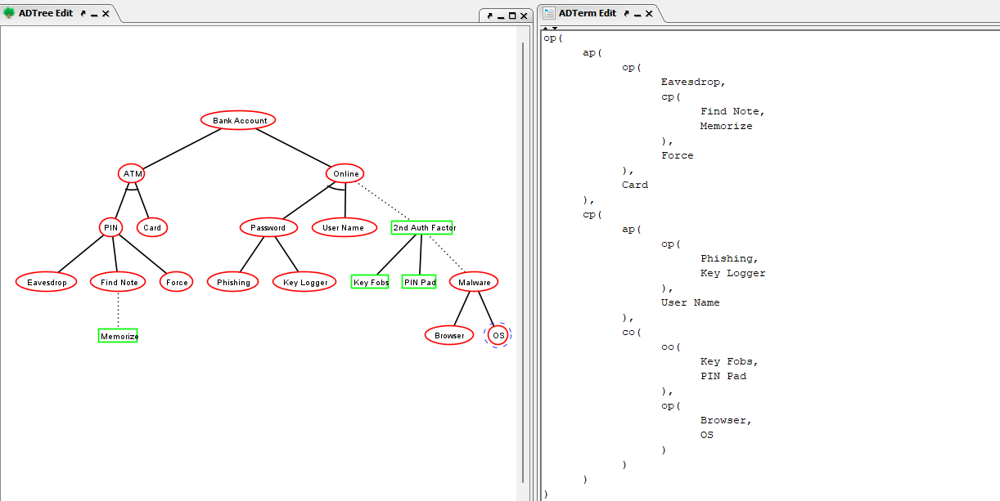 ADTree Edit
Bank Account
ATM
Online
PIN
Card
Password
User Name
2nd Auth Factor
Eavesdrop
Find Note
Force
Phishing
Key Logger
Key Fobs
PIN Pad
Malware
Memorize
Browser
OS
ADTerm Edit
op(
ap(
op(
Eavesdrop,
cp(
Find Note,
Memorize
),
Force
),
Card
),
cp(
ap(
op(
Phishing,
Key Logger
),
User Name
),
co(
oo(
Key Fobs,
PIN Pad
),
op(
Browser,
OS
)
)
)
)